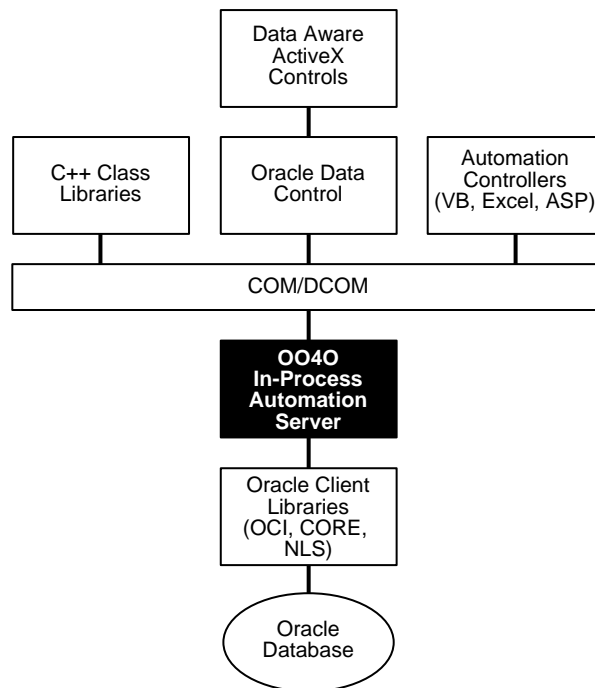 Data Aware
ActiveX
Controls
C++ Class
Libraries
Oracle Data
Control
Automation
Controllers
(VB, Excel, ASP)
COM/DCOM
OO4O
In-Process
Automation
Server
Oracle Client
Libraries
(OCI, CORE,
NLS)
Oracle
Database